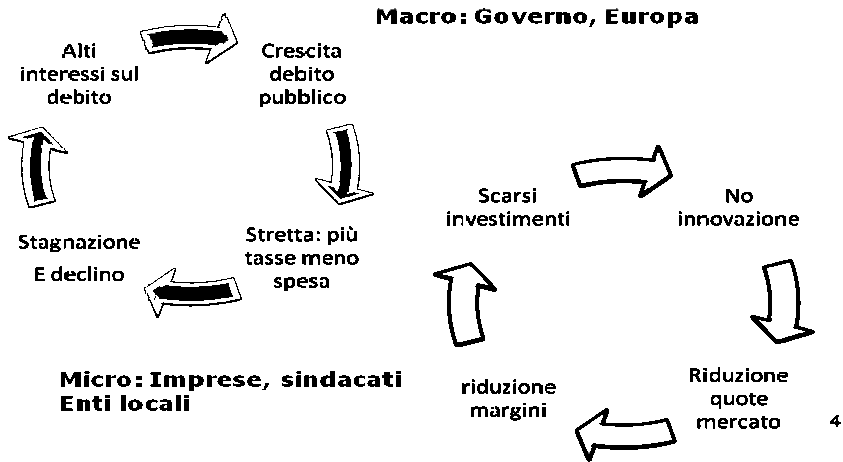 Macro: Governo, Europa
Alti
interessi sul
debito
Crescita
debito
pubblico
Stretta: più
tasse meno
spesa
Stagnazione
E declino
Scarsi
investimenti
No
innovazione
Riduzione
quote
mercato
riduzione
margini
Micro: Imprese, sindacati
Enti locali
4